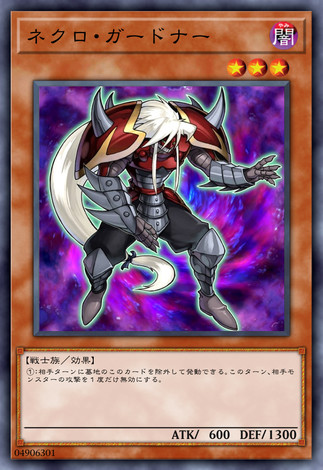 ネクロ・ガードナー
やみ
闇
【戦士族／効果】
①：相手ターンに墓地のこのカードを除外して発動できる。このターン、相手モ
ンスターの攻撃を１度だけ無効にする。
ATK/ 600 DEF/1300
04906301